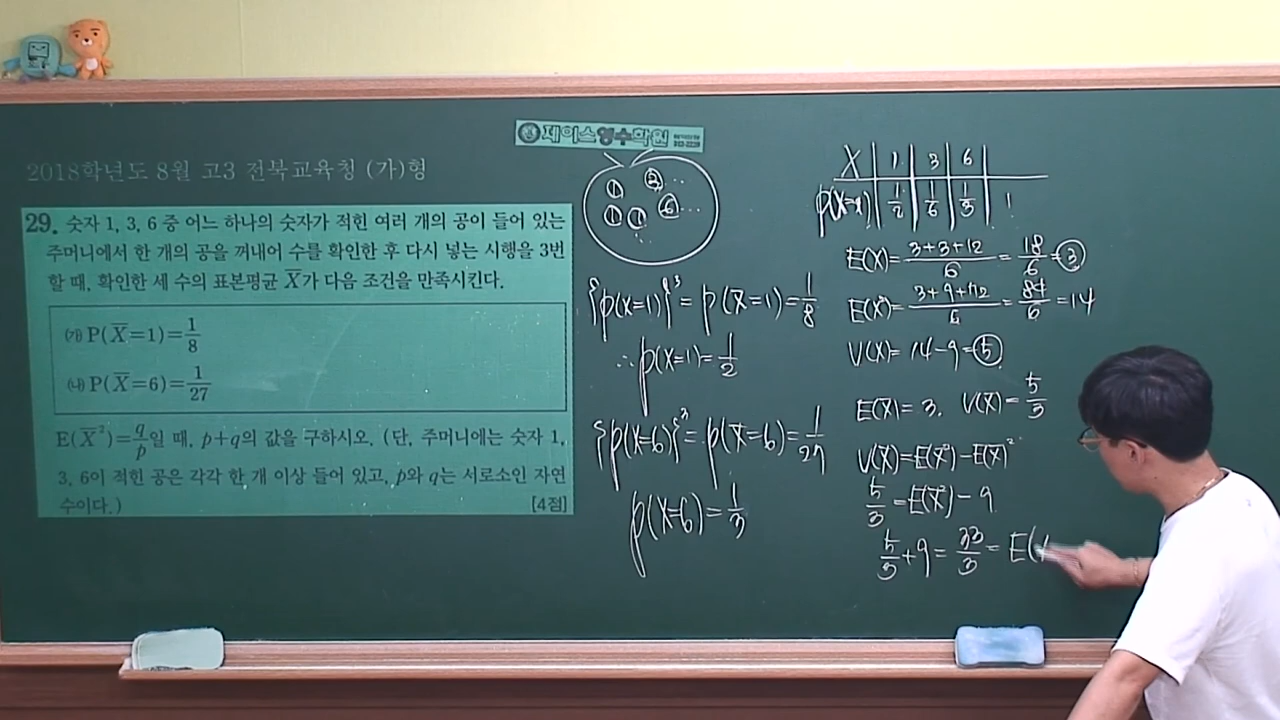 제이스영수학원
2018학년도 8월 고3 전북교육청 (가)형
29. 숫자 1, 3, 6 중 어느 하나의 숫자가 적힌 여러 개의 공이 들어 있는
주머니에서 한 개의 공을 꺼내어 수를 확인한 후 다시 넣는 시행을 3번
할 때, 확인한 세 수의 표본평균 X̄가 다음 조건을 만족시킨다.
(가) P(X̄=1)=1/8
(나) P(X̄=6)=1/27
E(X̄²)=q/p일 때, p+q의 값을 구하시오. (단, 주머니에는 숫자 1,
3, 6이 적힌 공은 각각 한 개 이상 들어 있고, p와 q는 서로소인 자연
수이다.) [4점]
① ③ ..
① ① ⑥ ...
{p(X=1)}³ = p(X̄=1) = 1/8
∴ p(X=1) = 1/2
{p(X=6)}³ = p(X̄=6) = 1/27
p(X=6) = 1/3
X 1 3 6
p(X=x) 1/2 1/6 1/3 1
E(X) = (3+3+12)/6 = 18/6 = 3
E(X²) = (3+9+72)/6 = 84/6 = 14
V(X) = 14-9 = 5
E(X̄) = 3. V(X̄) = 5/3
V(X̄) = E(X̄²) - E(X̄)²
5/3 = E(X̄²) - 9
5/3 + 9 = 32/3 = E(